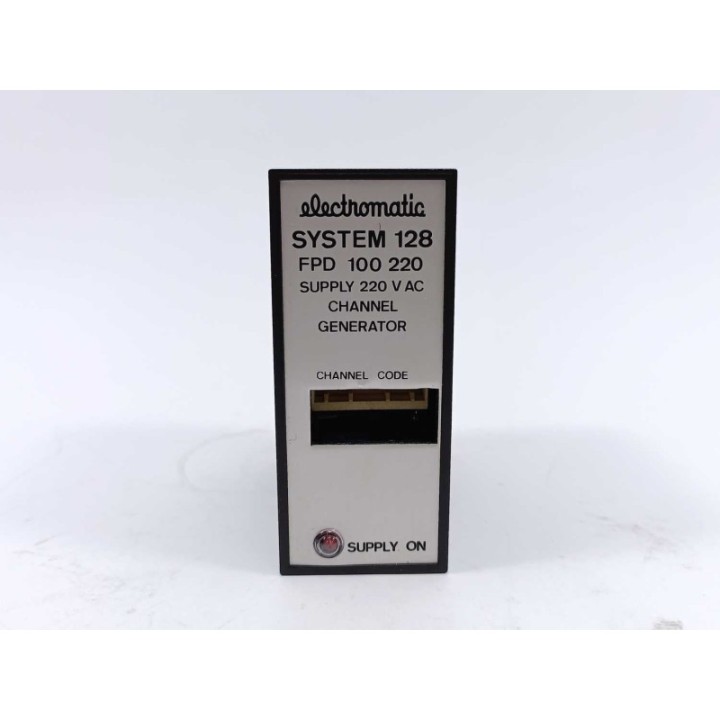 electromatic
SYSTEM 128
FPD 100 220
SUPPLY 220 V AC
CHANNEL
GENERATOR
CHANNEL CODE
SUPPLY ON